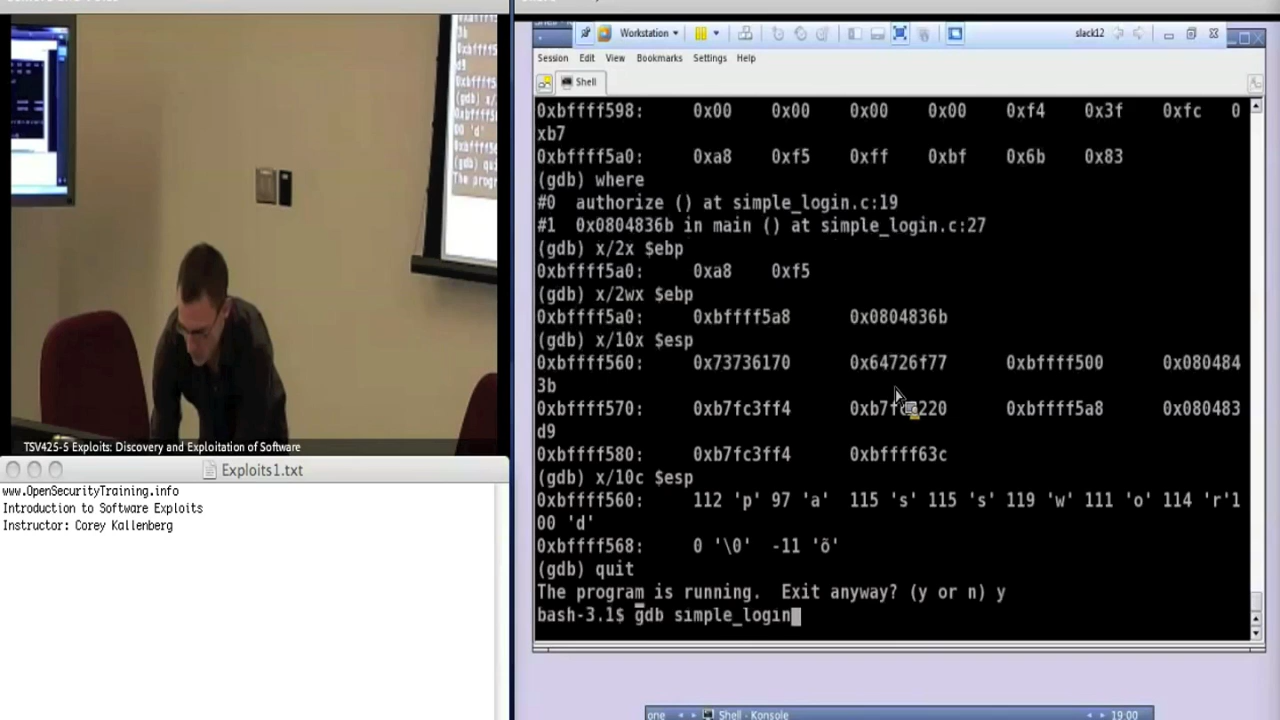 Workstation
slack12
Session Edit View Bookmarks Settings Help
Shell
0xbffff598: 0x00 0x00 0x00 0x00 0xf4 0x3f 0xfc 0
xb7
0xbffff5a0: 0xa8 0xf5 0xff 0xbf 0x6b 0x83
(gdb) where
#0 authorize () at simple_login.c:19
#1 0x0804836b in main () at simple_login.c:27
(gdb) x/2x $ebp
0xbffff5a0: 0xa8 0xf5
(gdb) x/2wx $ebp
0xbffff5a0: 0xbffff5a8 0x0804836b
(gdb) x/10x $esp
0xbffff560: 0x73736170 0x64726f77 0xbffff500 0x080484
3b
0xbffff570: 0xb7fc3ff4 0xbffff5a8 0x080483
d9
0xbffff580: 0xb7fc3ff4 0xbffff63c
(gdb) x/10c $esp
0xbffff560: 112 'p' 97 'a' 115 's' 115 's' 119 'w' 111 'o' 114 'r'1
00 'd'
0xbffff568: 0 '\0' -11 'õ'
(gdb) quit
The program is running. Exit anyway? (y or n) y
bash-3.1$ gdb simple_login
TSV425-5 Exploits: Discovery and Exploitation of Software
Exploits1.txt
www.OpenSecurityTraining.info
Introduction to Software Exploits
Instructor: Corey Kallenberg
one Shell - Konsole 19:00